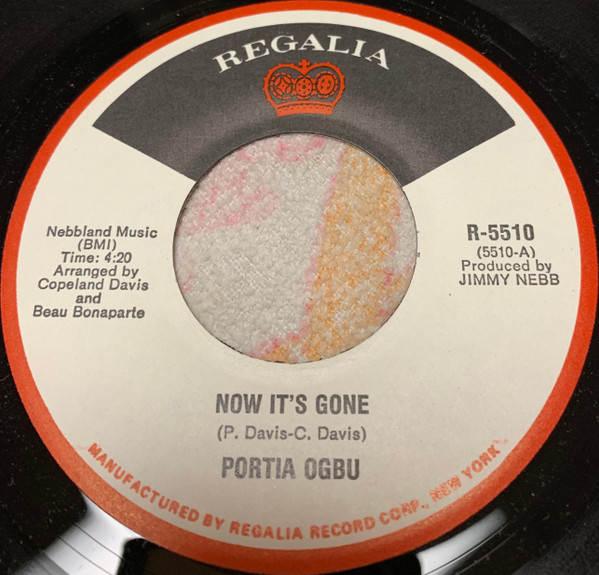 REGALIA
Nebbland Music
(BMI)
Time: 4:20
Arranged by
Copeland Davis
and
Beau Bonaparte
R-5510
(5510-A)
Produced by
JIMMY NEBB
NOW IT'S GONE
(P. Davis-C. Davis)
PORTIA OGBU
MANUFACTURED BY REGALIA RECORD CORP., NEW YORK